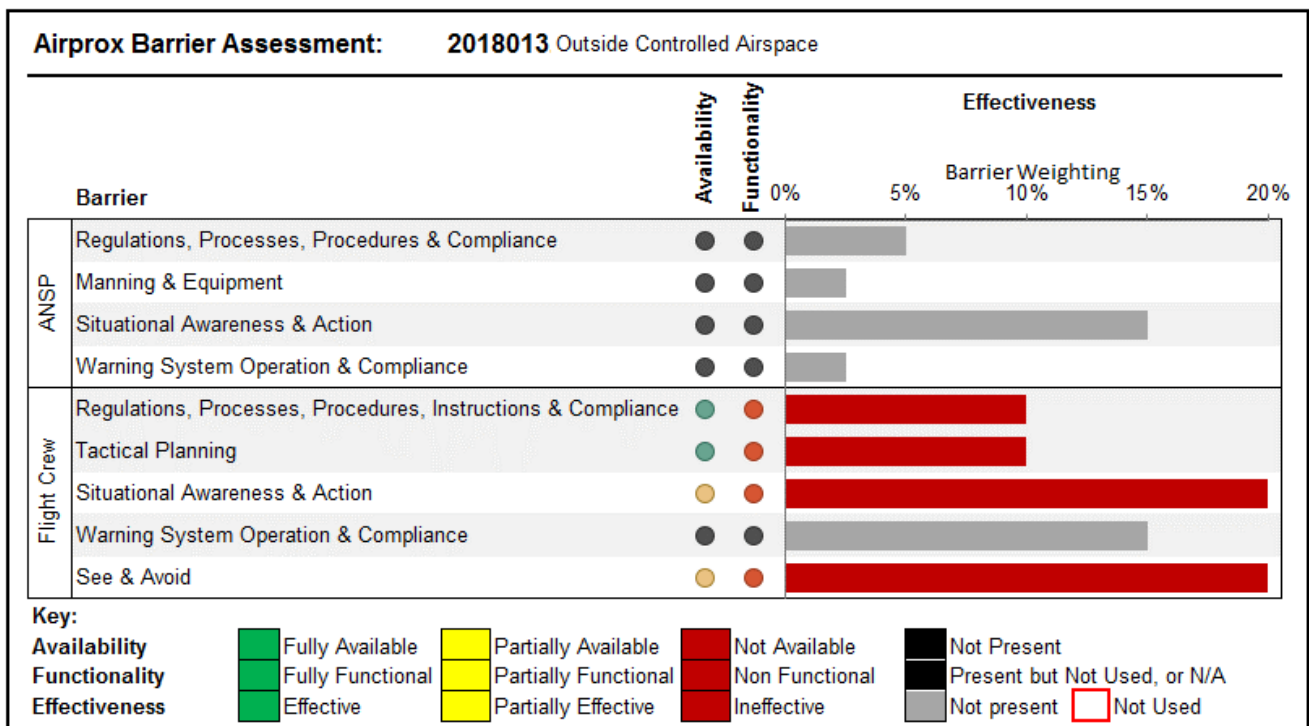 Airprox Barrier Assessment: 2018013 Outside Controlled Airspace
Availability
Functionality
Effectiveness
Barrier Weighting
Barrier
0% 5% 10% 15% 20%
ANSP
Regulations, Processes, Procedures & Compliance
Manning & Equipment
Situational Awareness & Action
Warning System Operation & Compliance
Flight Crew
Regulations, Processes, Procedures, Instructions & Compliance
Tactical Planning
Situational Awareness & Action
Warning System Operation & Compliance
See & Avoid
Key:
Availability Fully Available Partially Available Not Available Not Present
Functionality Fully Functional Partially Functional Non Functional Present but Not Used, or N/A
Effectiveness Effective Partially Effective Ineffective Not present Not Used